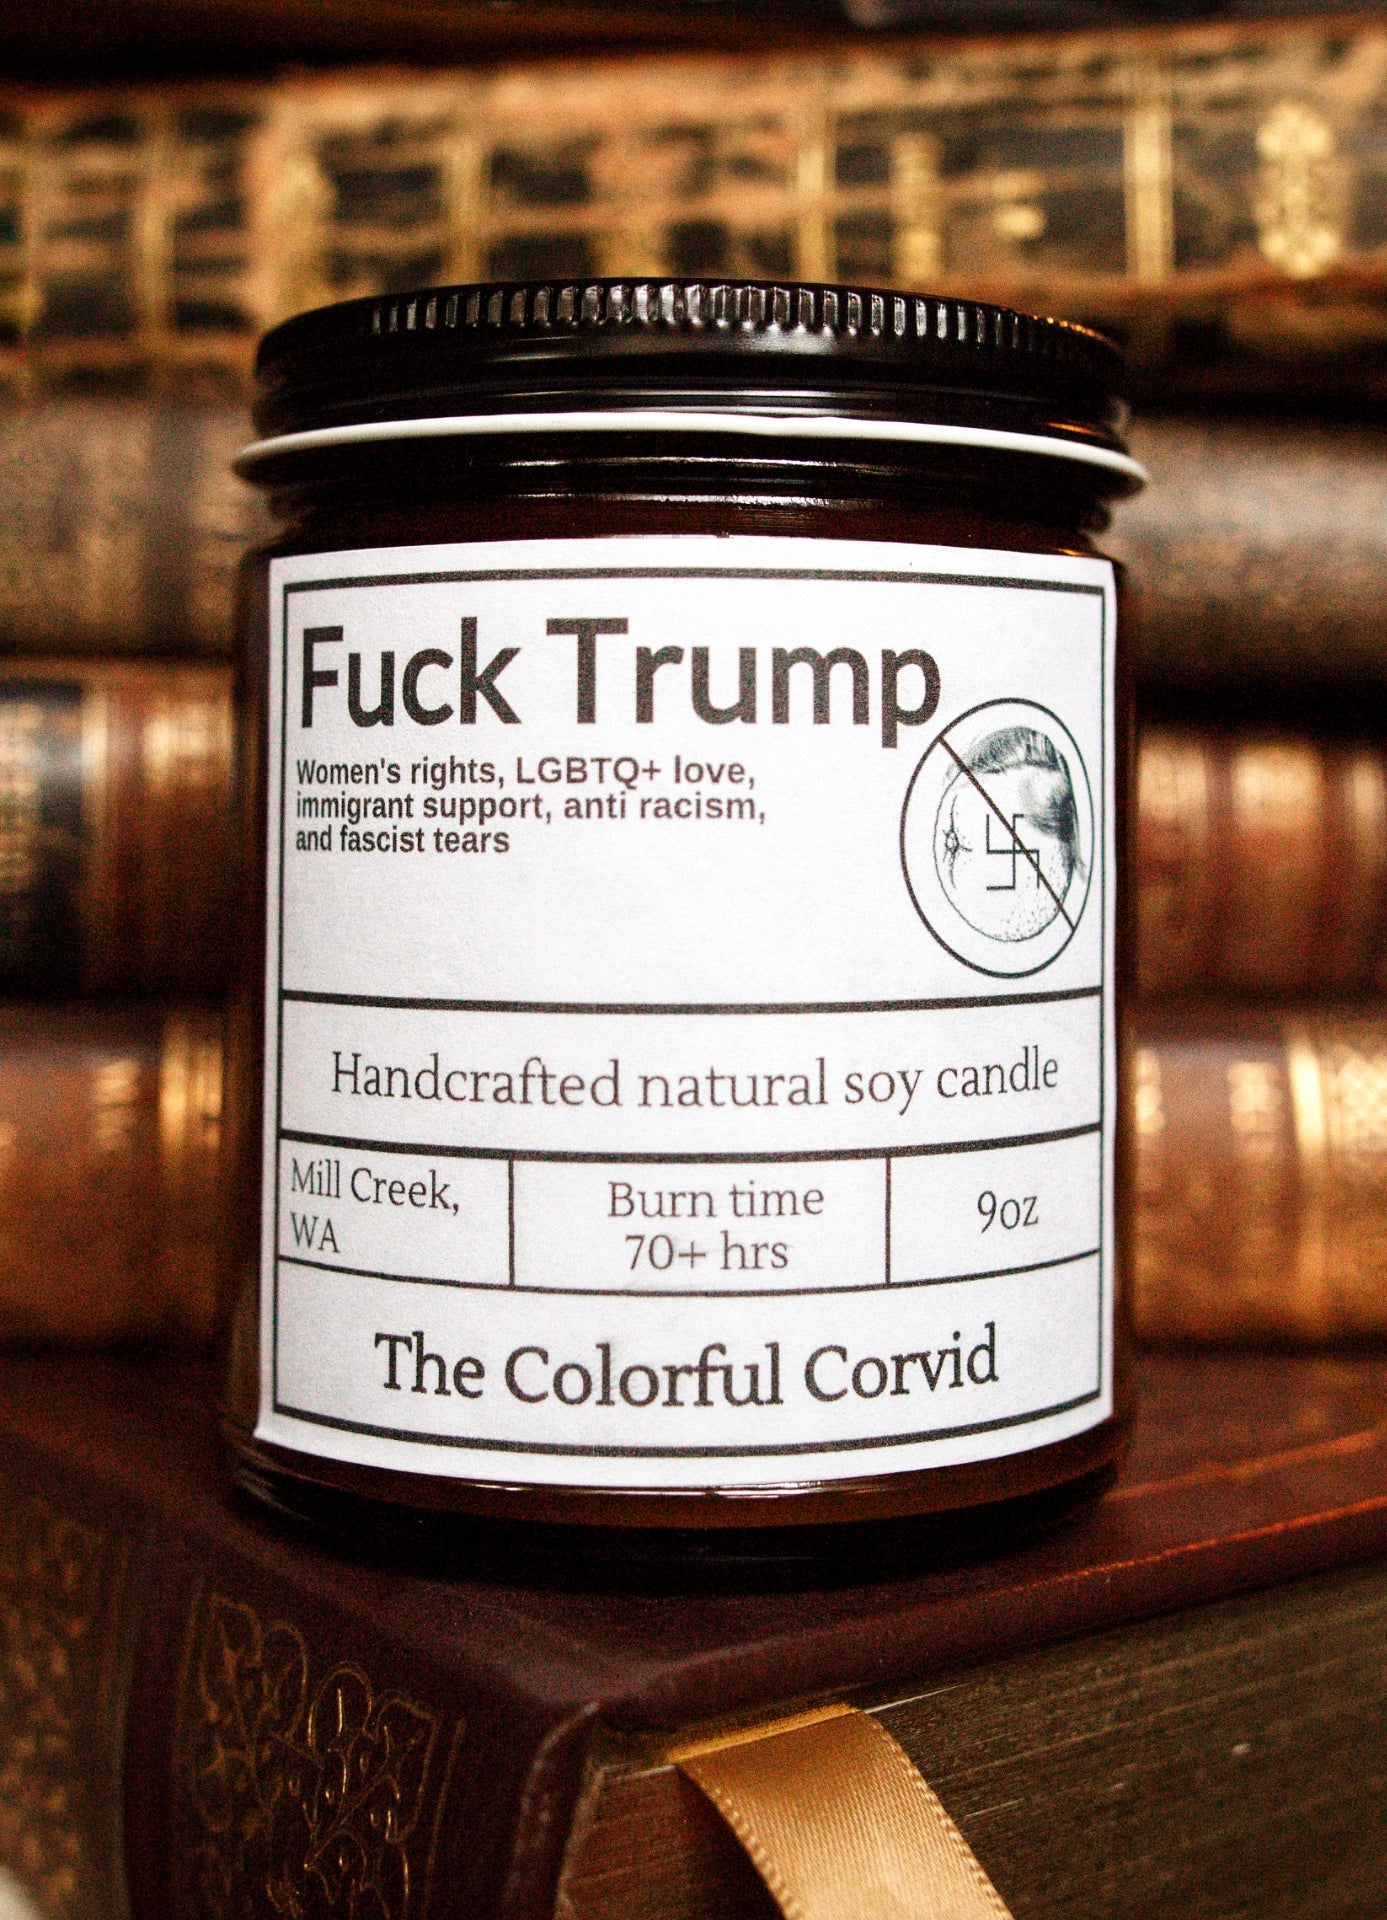 Fuck Trump
Women's rights, LGBTQ+ love,
immigrant support, anti racism,
and fascist tears
Handcrafted natural soy candle
Mill Creek,
WA
Burn time
70+ hrs
9oz
The Colorful Corvid